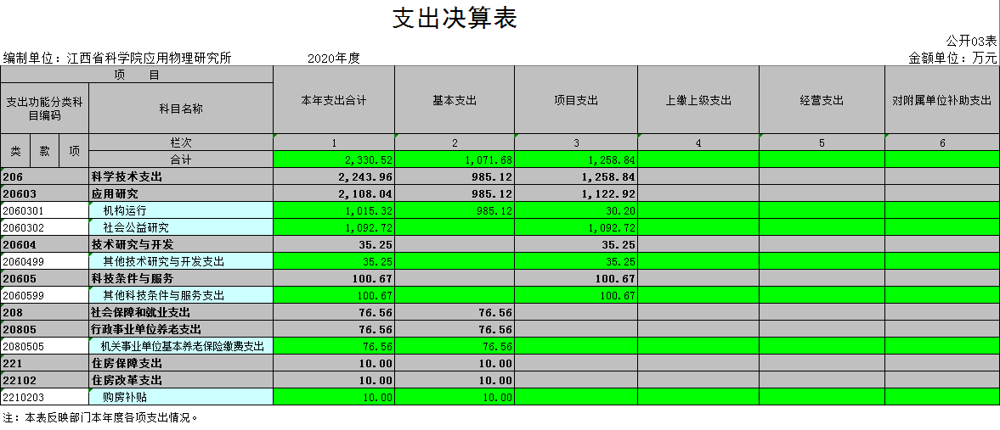 支出决算表
公开03表
编制单位：江西省科学院应用物理研究所 2020年度 金额单位：万元
项 目 本年支出合计 基本支出 项目支出 上缴上级支出 经营支出 对附属单位补助支出
支出功能分类科目编码 科目名称
类 款 项 栏次 1 2 3 4 5 6
合计 2,330.52 1,071.68 1,258.84
206 科学技术支出 2,243.96 985.12 1,258.84
20603 应用研究 2,108.04 985.12 1,122.92
2060301 机构运行 1,015.32 985.12 30.20
2060302 社会公益研究 1,092.72 1,092.72
20604 技术研究与开发 35.25 35.25
2060499 其他技术研究与开发支出 35.25 35.25
20605 科技条件与服务 100.67 100.67
2060599 其他科技条件与服务支出 100.67 100.67
208 社会保障和就业支出 76.56 76.56
20805 行政事业单位养老支出 76.56 76.56
2080505 机关事业单位基本养老保险缴费支出 76.56 76.56
221 住房保障支出 10.00 10.00
22102 住房改革支出 10.00 10.00
2210203 购房补贴 10.00 10.00
注：本表反映部门本年度各项支出情况。